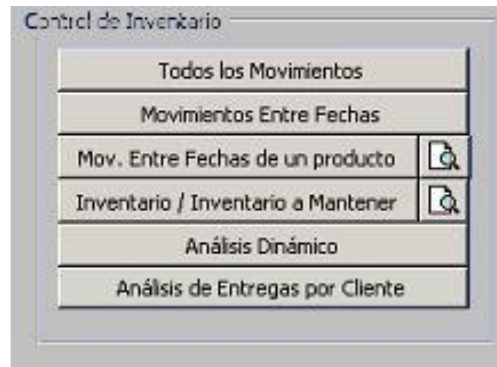 Control de Inventario
Todos los Movimientos
Movimientos Entre Fechas
Mov. Entre Fechas de un producto
Inventario / Inventario a Mantener
Análisis Dinámico
Análisis de Entregas por Cliente